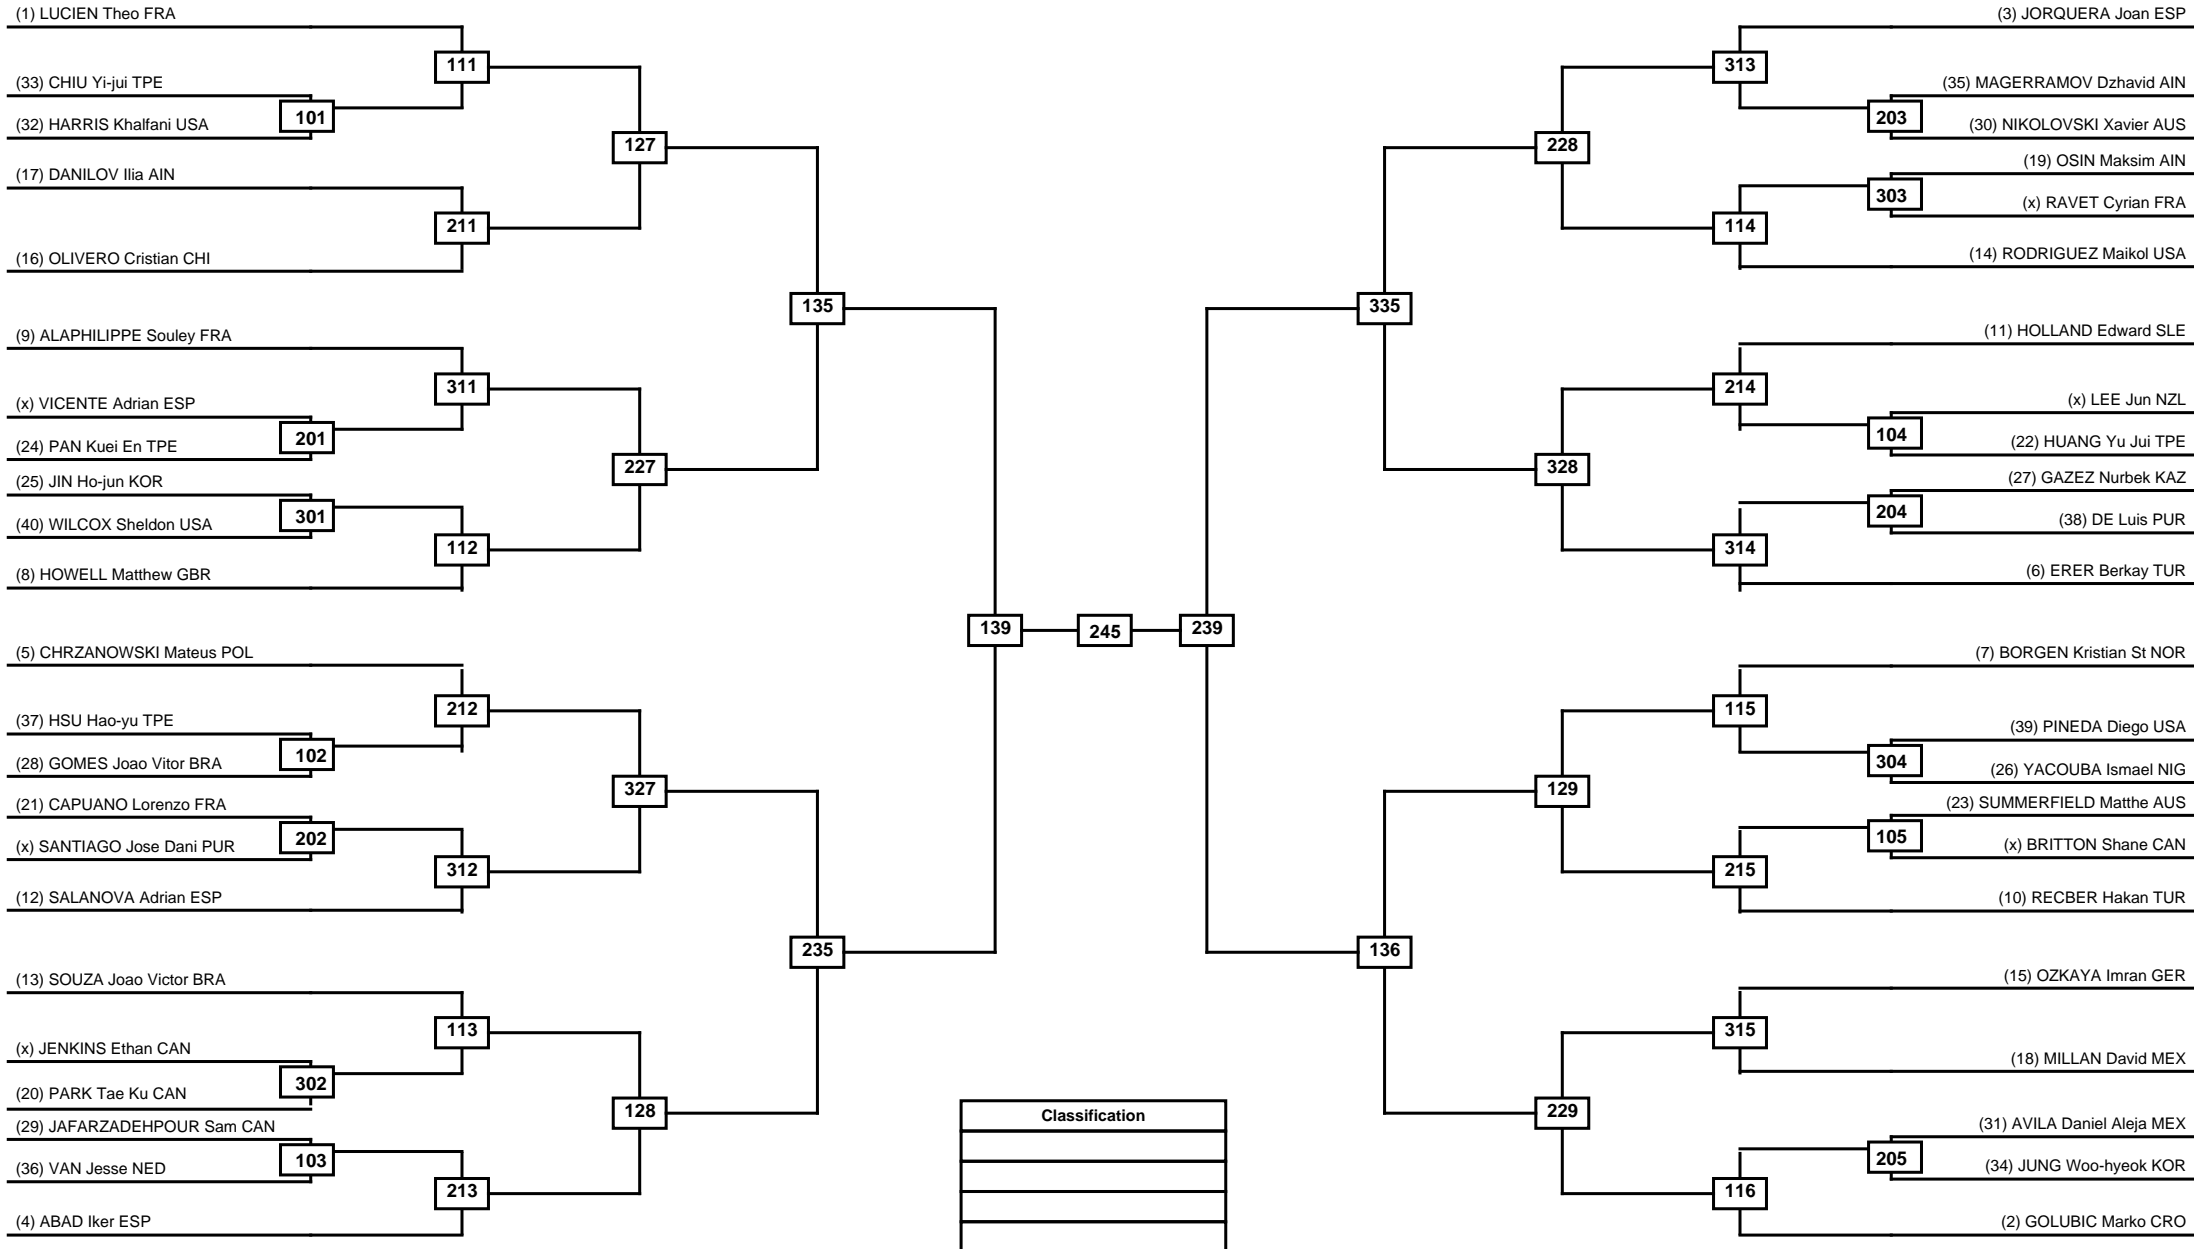 (1) LUCIEN Theo FRA
111
(33) CHIU Yi-jui TPE
101
(32) HARRIS Khalfani USA
127
(17) DANILOV Ilia AIN
211
(16) OLIVERO Cristian CHI
135
(9) ALAPHILIPPE Souley FRA
311
(x) VICENTE Adrian ESP
201
(24) PAN Kuei En TPE
227
(25) JIN Ho-jun KOR
301
(40) WILCOX Sheldon USA
112
(8) HOWELL Matthew GBR
139
245
239
(5) CHRZANOWSKI Mateus POL
212
(37) HSU Hao-yu TPE
102
(28) GOMES Joao Vitor BRA
327
(21) CAPUANO Lorenzo FRA
202
(x) SANTIAGO Jose Dani PUR
312
(12) SALANOVA Adrian ESP
235
(13) SOUZA Joao Victor BRA
113
(x) JENKINS Ethan CAN
302
(20) PARK Tae Ku CAN
128
(29) JAFARZADEHPOUR Sam CAN
103
(36) VAN Jesse NED
213
(4) ABAD Iker ESP
(3) JORQUERA Joan ESP
313
(35) MAGERRAMOV Dzhavid AIN
203
(30) NIKOLOVSKI Xavier AUS
228
(19) OSIN Maksim AIN
303
(x) RAVET Cyrian FRA
114
(14) RODRIGUEZ Maikol USA
335
(11) HOLLAND Edward SLE
214
(x) LEE Jun NZL
104
(22) HUANG Yu Jui TPE
328
(27) GAZEZ Nurbek KAZ
204
(38) DE Luis PUR
314
(6) ERER Berkay TUR
(7) BORGEN Kristian St NOR
115
(39) PINEDA Diego USA
304
(26) YACOUBA Ismael NIG
129
(23) SUMMERFIELD Matthe AUS
105
(x) BRITTON Shane CAN
215
(10) RECBER Hakan TUR
136
(15) OZKAYA Imran GER
315
(18) MILLAN David MEX
229
(31) AVILA Daniel Aleja MEX
205
(34) JUNG Woo-hyeok KOR
116
(2) GOLUBIC Marko CRO
Classification